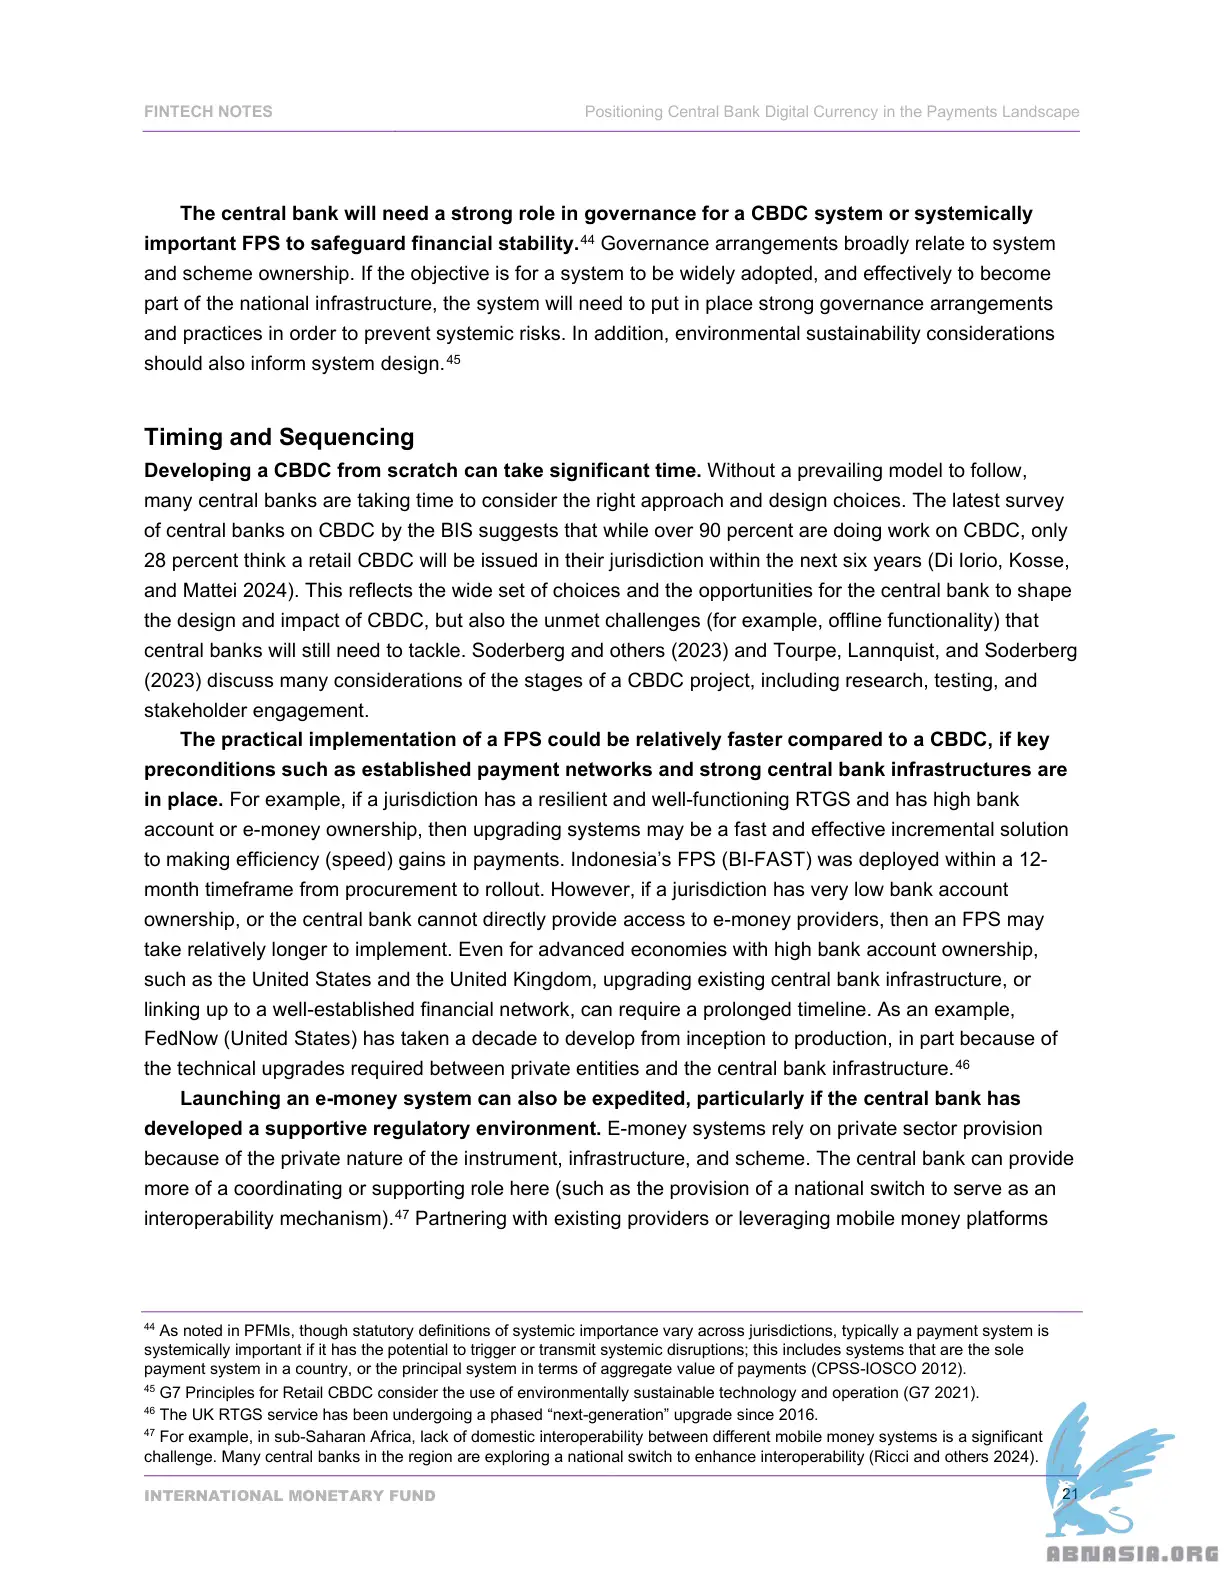 FINTECH NOTES Positioning Central Bank Digital Currency in the Payments Landscape
The central bank will need a strong role in governance for a CBDC system or systemically
important FPS to safeguard financial stability.44 Governance arrangements broadly relate to system
and scheme ownership. If the objective is for a system to be widely adopted, and effectively to become
part of the national infrastructure, the system will need to put in place strong governance arrangements
and practices in order to prevent systemic risks. In addition, environmental sustainability considerations
should also inform system design.45
Timing and Sequencing
Developing a CBDC from scratch can take significant time. Without a prevailing model to follow,
many central banks are taking time to consider the right approach and design choices. The latest survey
of central banks on CBDC by the BIS suggests that while over 90 percent are doing work on CBDC, only
28 percent think a retail CBDC will be issued in their jurisdiction within the next six years (Di Iorio, Kosse,
and Mattei 2024). This reflects the wide set of choices and the opportunities for the central bank to shape
the design and impact of CBDC, but also the unmet challenges (for example, offline functionality) that
central banks will still need to tackle. Soderberg and others (2023) and Tourpe, Lannquist, and Soderberg
(2023) discuss many considerations of the stages of a CBDC project, including research, testing, and
stakeholder engagement.
The practical implementation of a FPS could be relatively faster compared to a CBDC, if key
preconditions such as established payment networks and strong central bank infrastructures are
in place. For example, if a jurisdiction has a resilient and well-functioning RTGS and has high bank
account or e-money ownership, then upgrading systems may be a fast and effective incremental solution
to making efficiency (speed) gains in payments. Indonesia’s FPS (BI-FAST) was deployed within a 12-
month timeframe from procurement to rollout. However, if a jurisdiction has very low bank account
ownership, or the central bank cannot directly provide access to e-money providers, then an FPS may
take relatively longer to implement. Even for advanced economies with high bank account ownership,
such as the United States and the United Kingdom, upgrading existing central bank infrastructure, or
linking up to a well-established financial network, can require a prolonged timeline. As an example,
FedNow (United States) has taken a decade to develop from inception to production, in part because of
the technical upgrades required between private entities and the central bank infrastructure.46
Launching an e-money system can also be expedited, particularly if the central bank has
developed a supportive regulatory environment. E-money systems rely on private sector provision
because of the private nature of the instrument, infrastructure, and scheme. The central bank can provide
more of a coordinating or supporting role here (such as the provision of a national switch to serve as an
interoperability mechanism).47 Partnering with existing providers or leveraging mobile money platforms
44 As noted in PFMIs, though statutory definitions of systemic importance vary across jurisdictions, typically a payment system is
systemically important if it has the potential to trigger or transmit systemic disruptions; this includes systems that are the sole
payment system in a country, or the principal system in terms of aggregate value of payments (CPSS-IOSCO 2012).
45 G7 Principles for Retail CBDC consider the use of environmentally sustainable technology and operation (G7 2021).
46 The UK RTGS service has been undergoing a phased “next-generation” upgrade since 2016.
47 For example, in sub-Saharan Africa, lack of domestic interoperability between different mobile money systems is a significant
challenge. Many central banks in the region are exploring a national switch to enhance interoperability (Ricci and others 2024).
INTERNATIONAL MONETARY FUND 21
ABNASIA.ORG